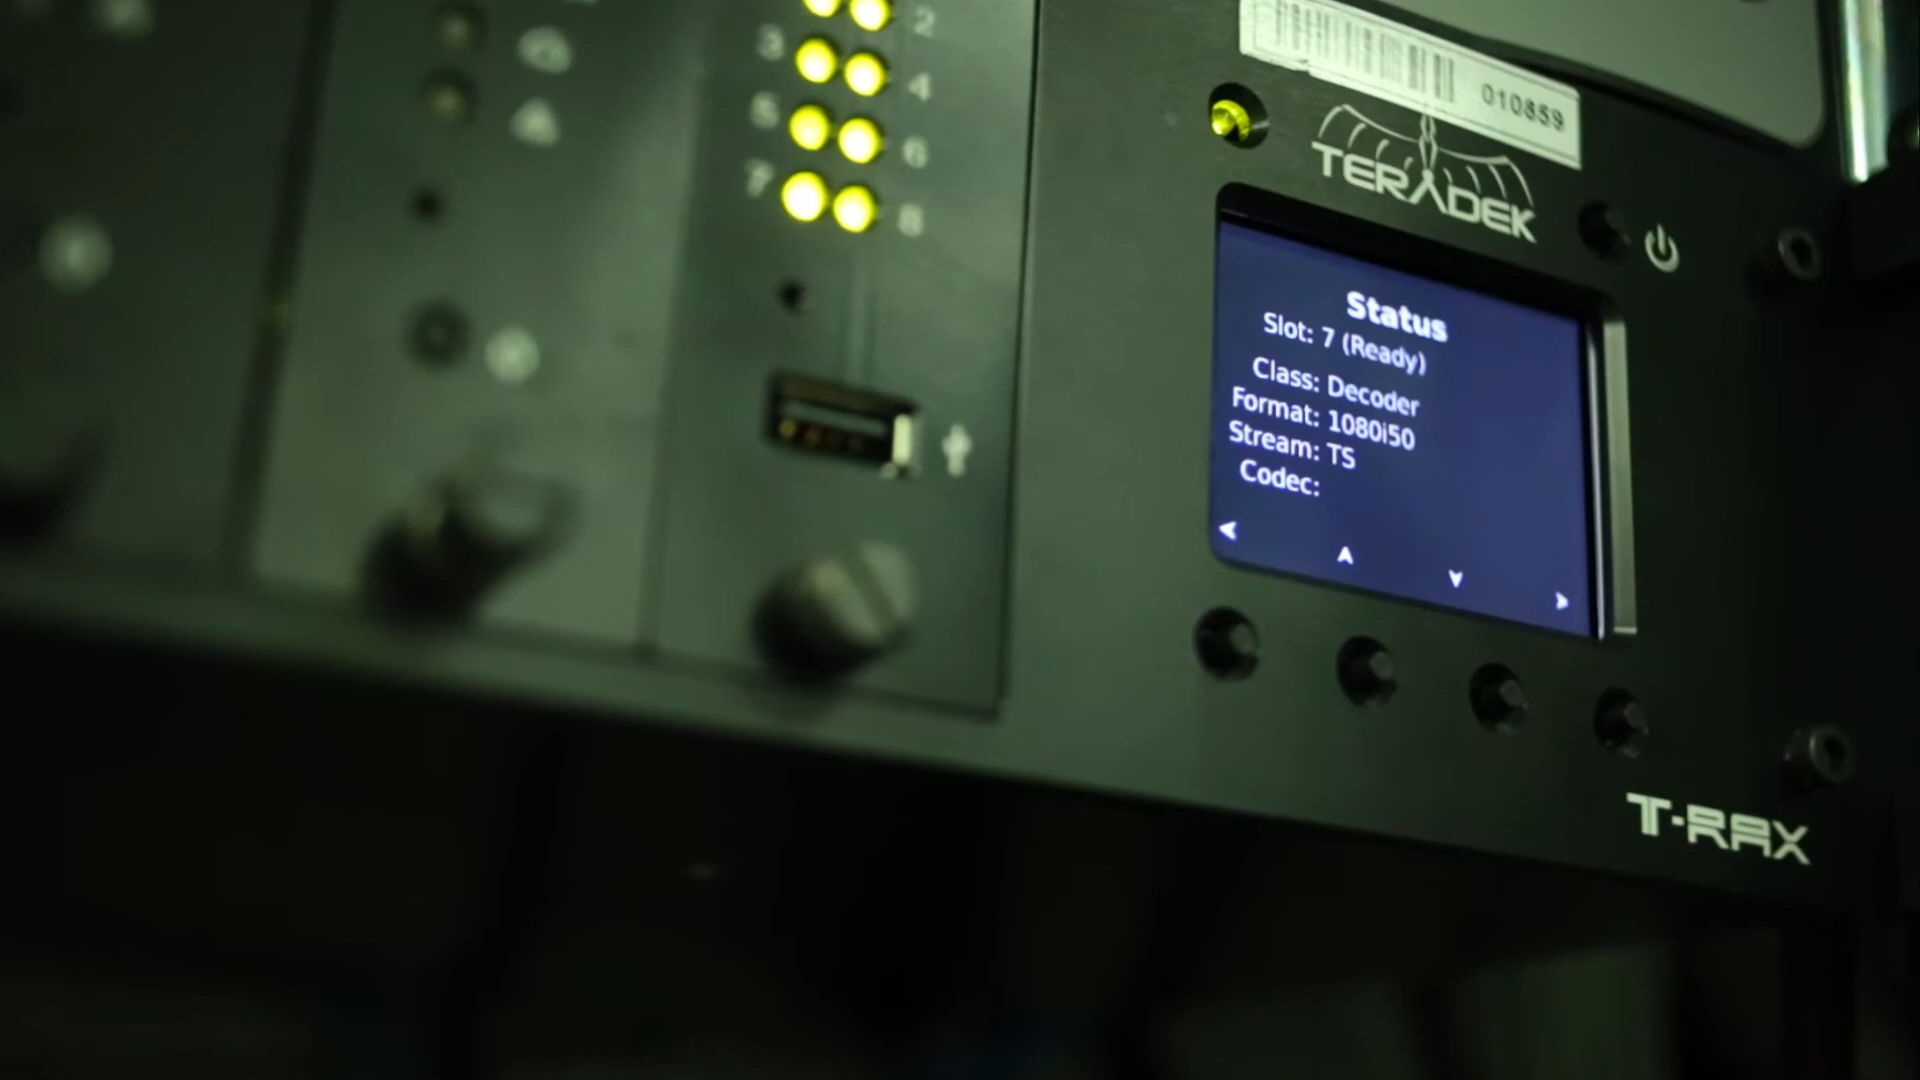 2
3
4
5
6
7
8
010859
TERADEK
Status
Slot: 7 (Ready)
Class: Decoder
Format: 1080i50
Stream: TS
Codec:
T-RAX